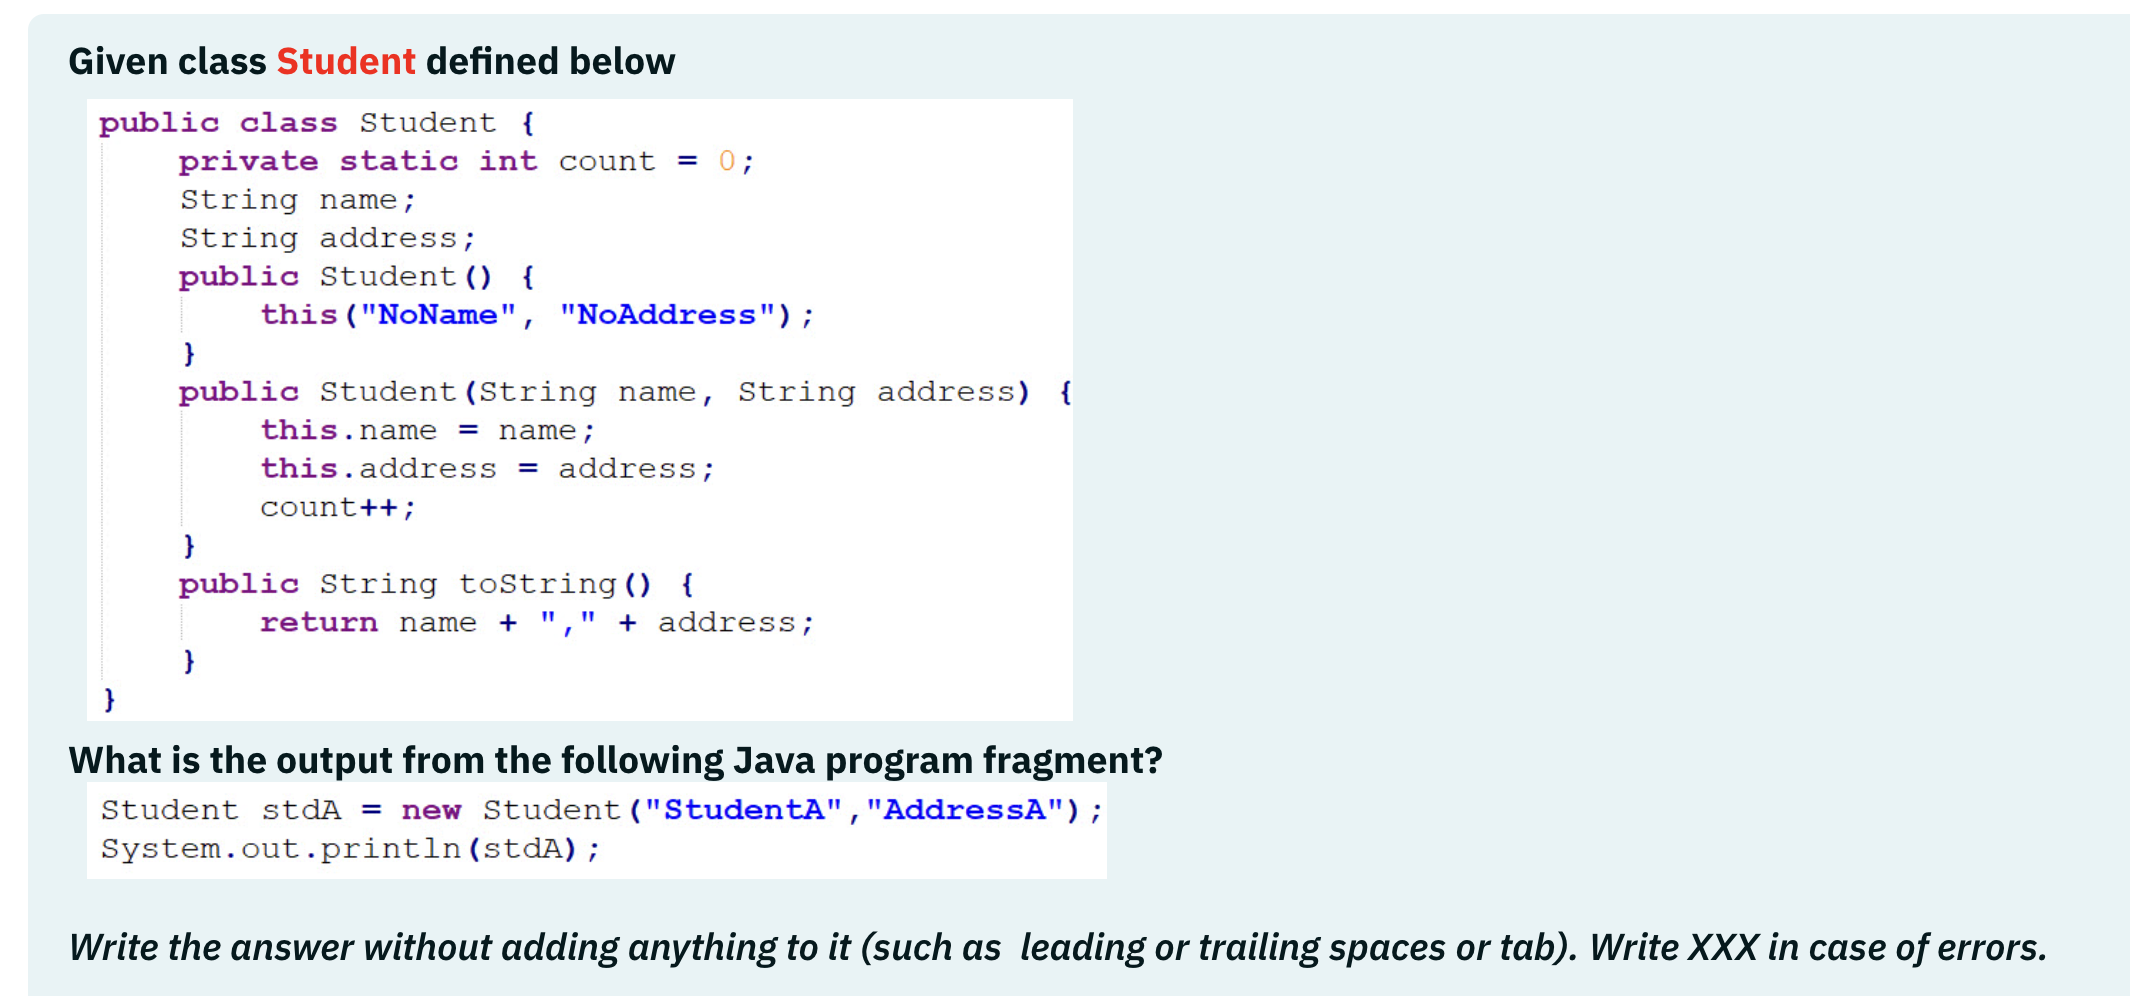 Given class Student defined below
public class Student {
private static int count = 0;
String name;
String address;
public Student() {
this("NoName", "NoAddress");
}
public Student(String name, String address) {
this.name = name;
this.address = address;
count++;
}
public String toString() {
return name + "," + address;
}
}
What is the output from the following Java program fragment?
Student stdA = new Student("StudentA","AddressA");
System.out.println(stdA);
Write the answer without adding anything to it (such as  leading or trailing spaces or tab). Write XXX in case of errors.